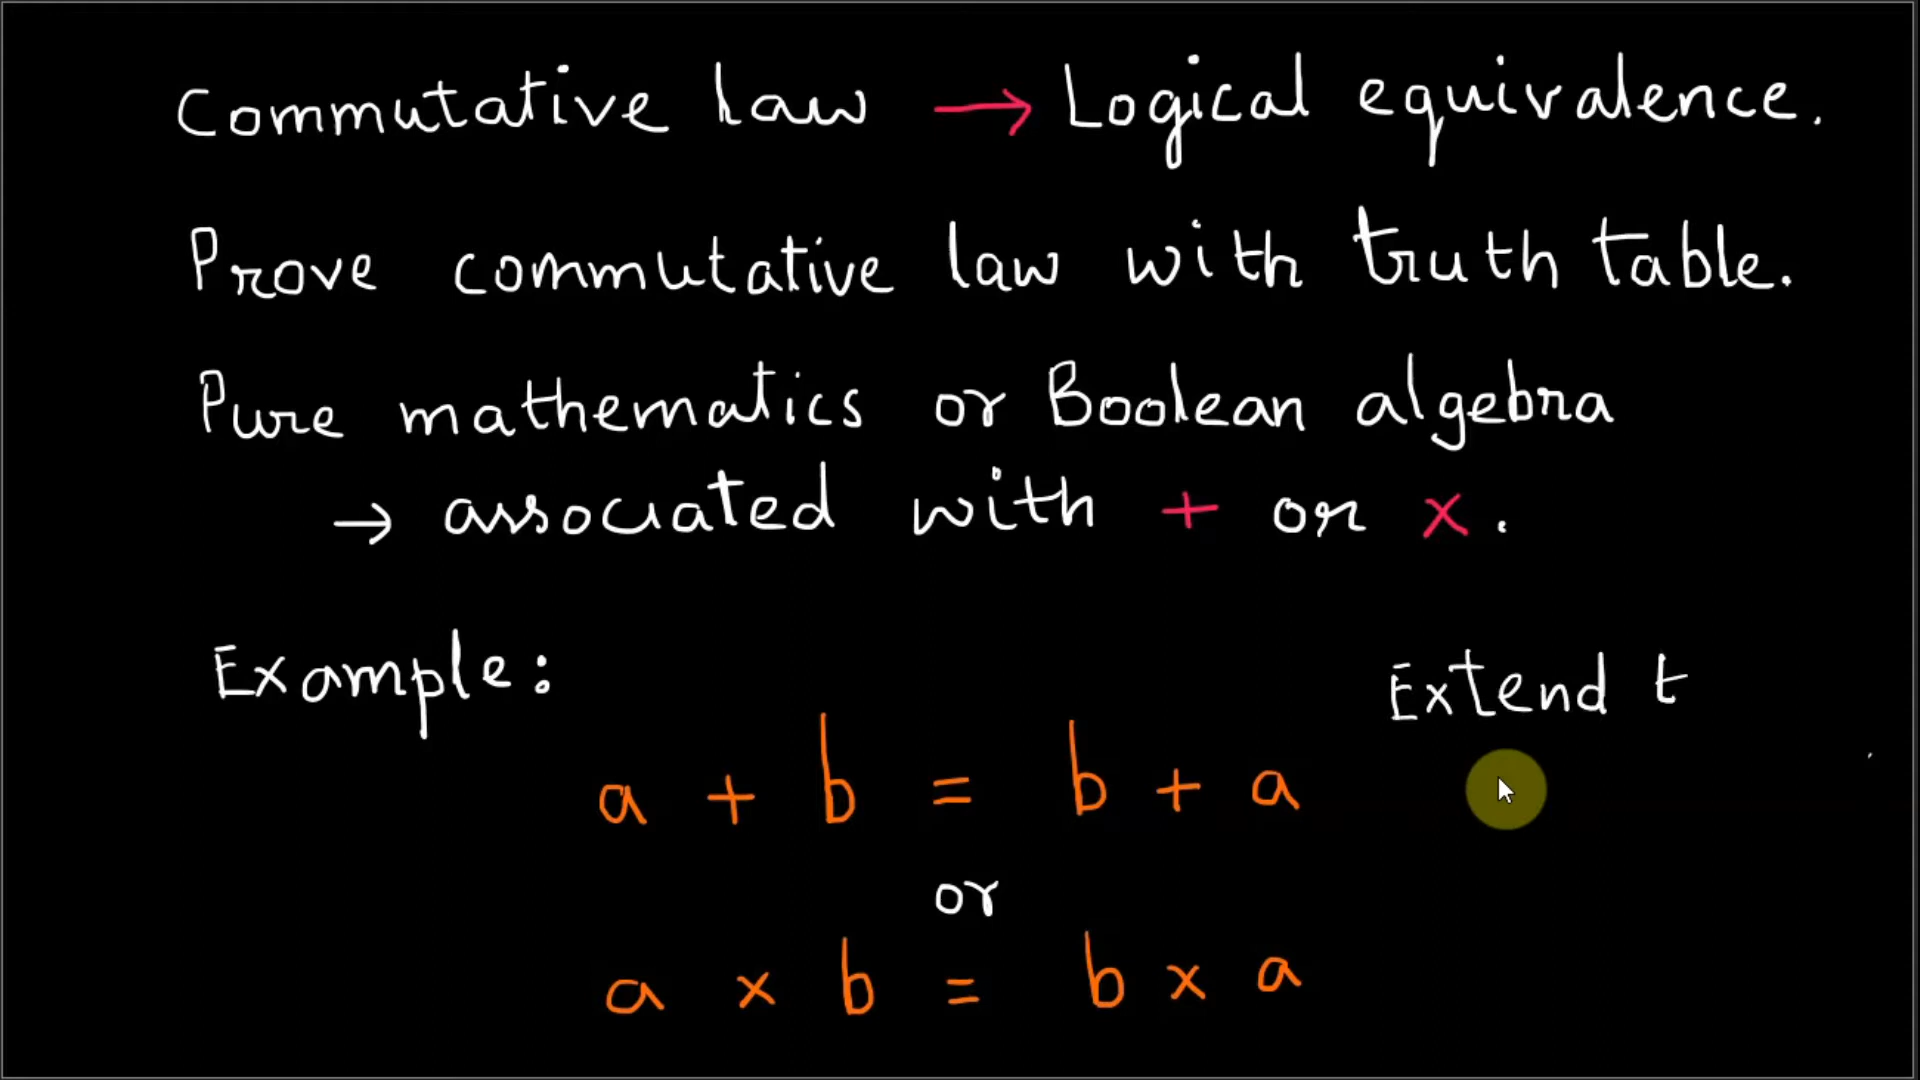 Commutative law → Logical equivalence.
Prove commutative law with truth table.
Pure mathematics or Boolean algebra
→ associated with + or x.
Example:
Extend t
a + b = b + a
or
a x b = b x a